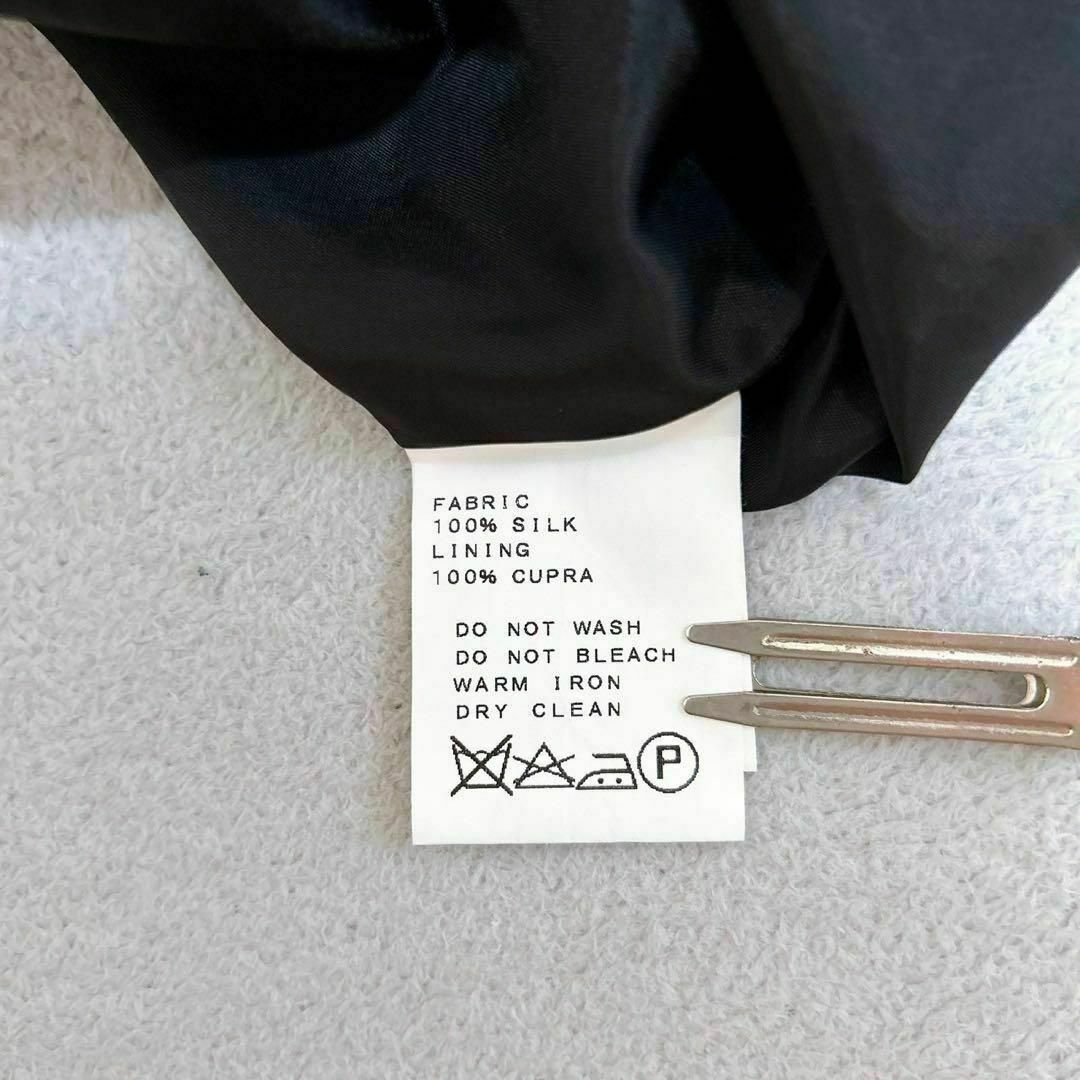 FABRIC
100% SILK
LINING
100% CUPRA
DO NOT WASH
DO NOT BLEACH
WARM IRON
DRY CLEAN
P